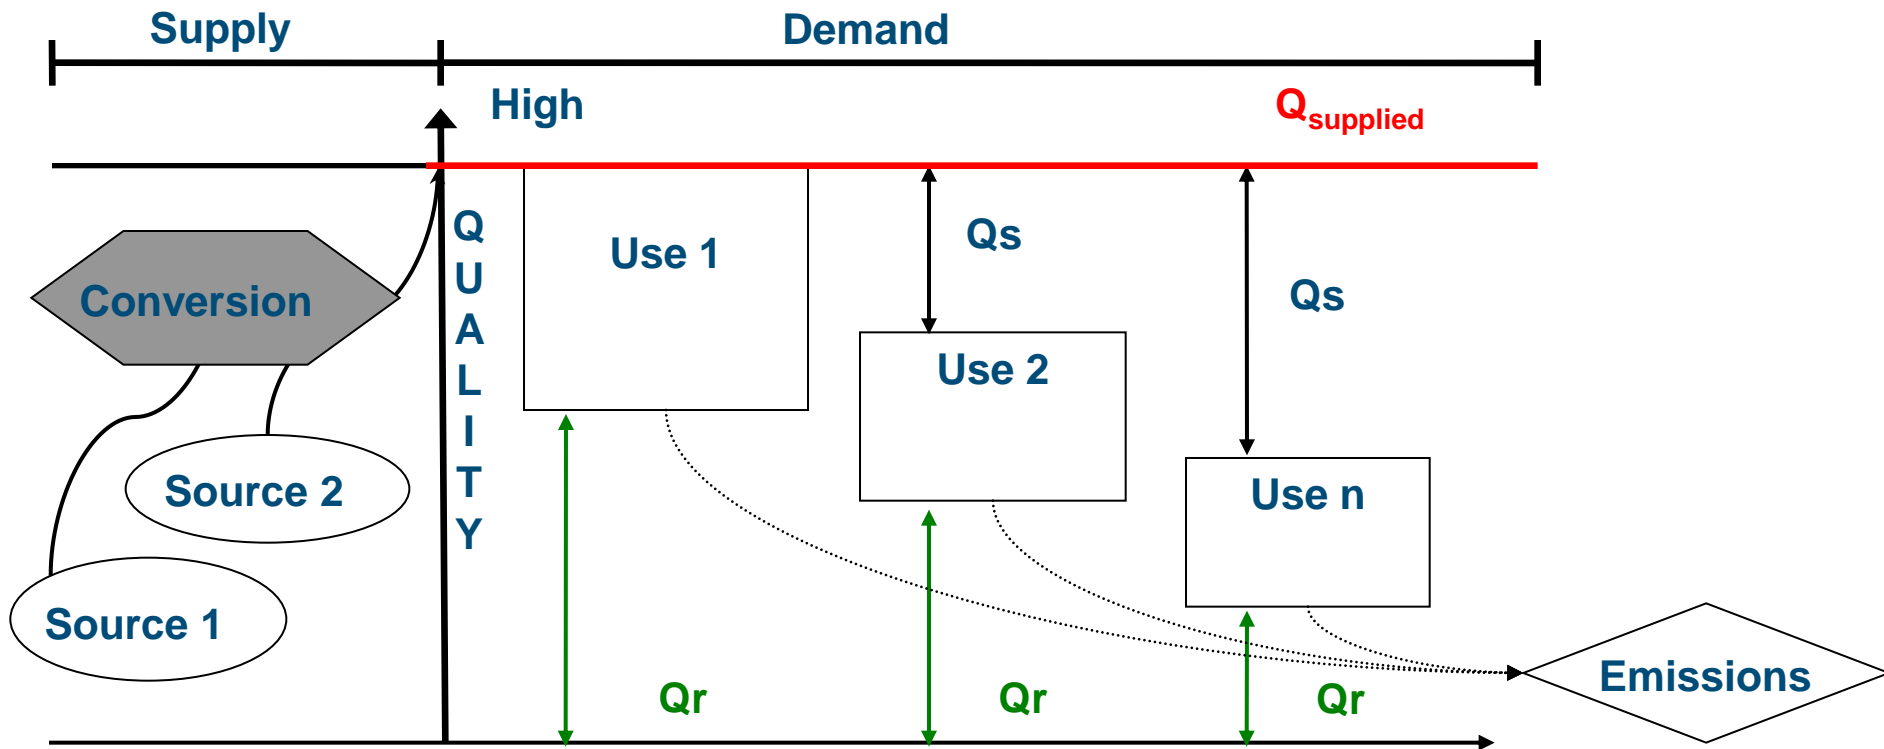 Supply
Demand
High
Qsupplied
QUALITY
Conversion
Source 2
Source 1
Use 1
Qs
Use 2
Qs
Use n
Qr
Qr
Qr
Emissions